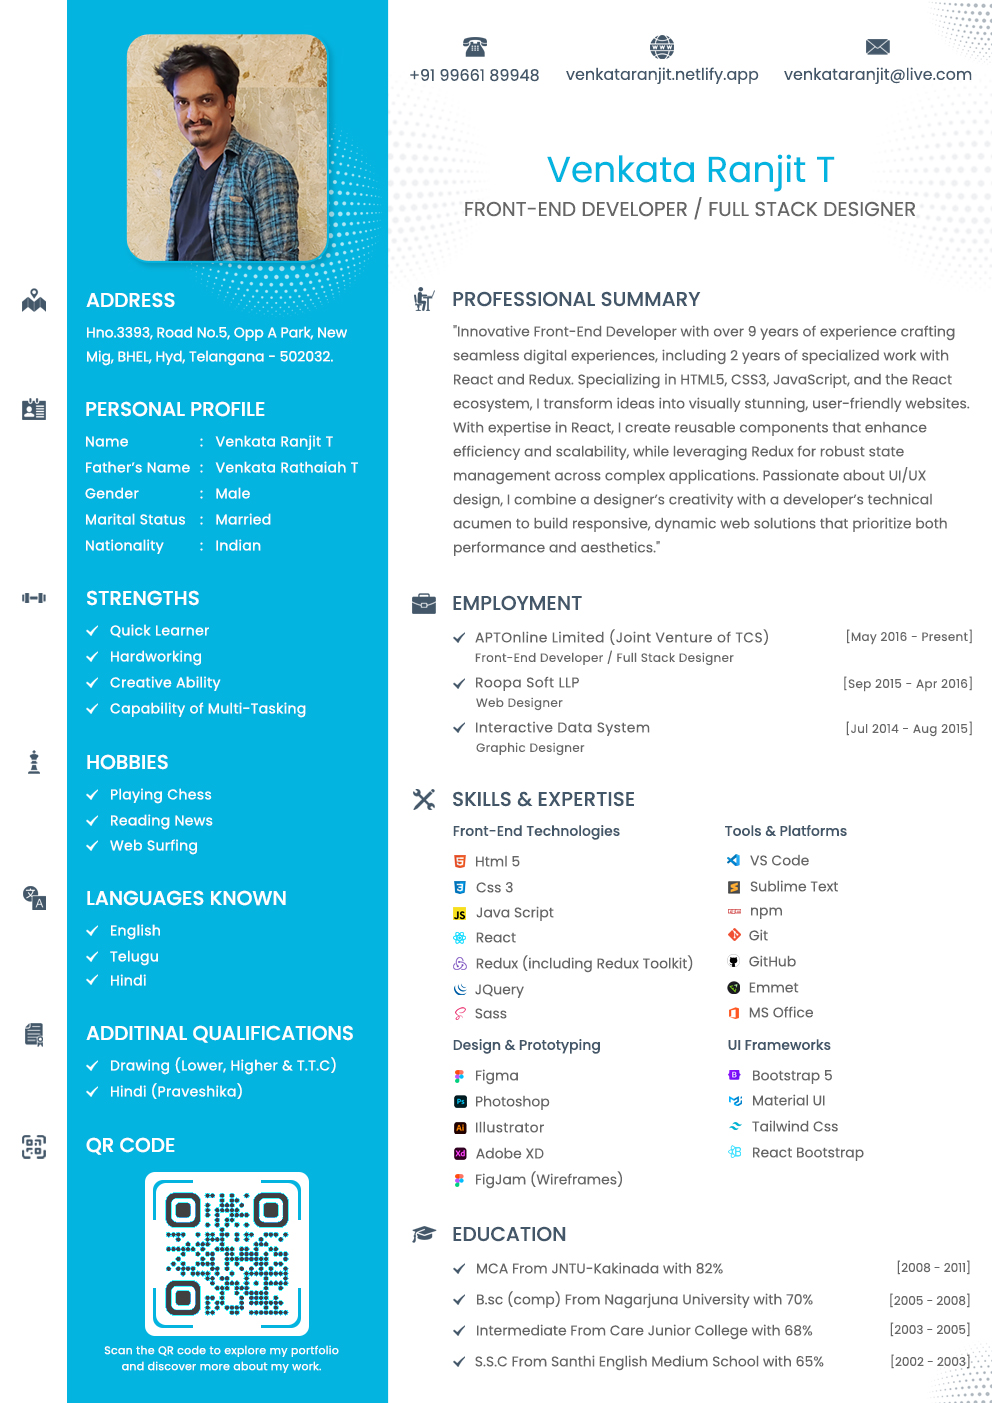 +91 99661 89948
venkataranjit.netlify.app
venkataranjit@live.com
Venkata Ranjit T
FRONT-END DEVELOPER / FULL STACK DESIGNER
ADDRESS
Hno.3393, Road No.5, Opp A Park, New
Mig, BHEL, Hyd, Telangana - 502032.
PERSONAL PROFILE
Name : Venkata Ranjit T
Father's Name : Venkata Rathaiah T
Gender : Male
Marital Status : Married
Nationality : Indian
STRENGTHS
Quick Learner
Hardworking
Creative Ability
Capability of Multi-Tasking
HOBBIES
Playing Chess
Reading News
Web Surfing
LANGUAGES KNOWN
English
Telugu
Hindi
ADDITINAL QUALIFICATIONS
Drawing (Lower, Higher & T.T.C)
Hindi (Praveshika)
QR CODE
Scan the QR code to explore my portfolio
and discover more about my work.
PROFESSIONAL SUMMARY
"Innovative Front-End Developer with over 9 years of experience crafting
seamless digital experiences, including 2 years of specialized work with
React and Redux. Specializing in HTML5, CSS3, JavaScript, and the React
ecosystem, I transform ideas into visually stunning, user-friendly websites.
With expertise in React, I create reusable components that enhance
efficiency and scalability, while leveraging Redux for robust state
management across complex applications. Passionate about UI/UX
design, I combine a designer's creativity with a developer's technical
acumen to build responsive, dynamic web solutions that prioritize both
performance and aesthetics."
EMPLOYMENT
APTOnline Limited (Joint Venture of TCS) [May 2016 - Present]
Front-End Developer / Full Stack Designer
Roopa Soft LLP [Sep 2015 - Apr 2016]
Web Designer
Interactive Data System [Jul 2014 - Aug 2015]
Graphic Designer
SKILLS & EXPERTISE
Front-End Technologies
Html 5
Css 3
Java Script
React
Redux (including Redux Toolkit)
JQuery
Sass
Tools & Platforms
VS Code
Sublime Text
npm
Git
GitHub
Emmet
MS Office
Design & Prototyping
Figma
Photoshop
Illustrator
Adobe XD
FigJam (Wireframes)
UI Frameworks
Bootstrap 5
Material UI
Tailwind Css
React Bootstrap
EDUCATION
MCA From JNTU-Kakinada with 82% [2008 - 2011]
B.sc (comp) From Nagarjuna University with 70% [2005 - 2008]
Intermediate From Care Junior College with 68% [2003 - 2005]
S.S.C From Santhi English Medium School with 65% [2002 - 2003]